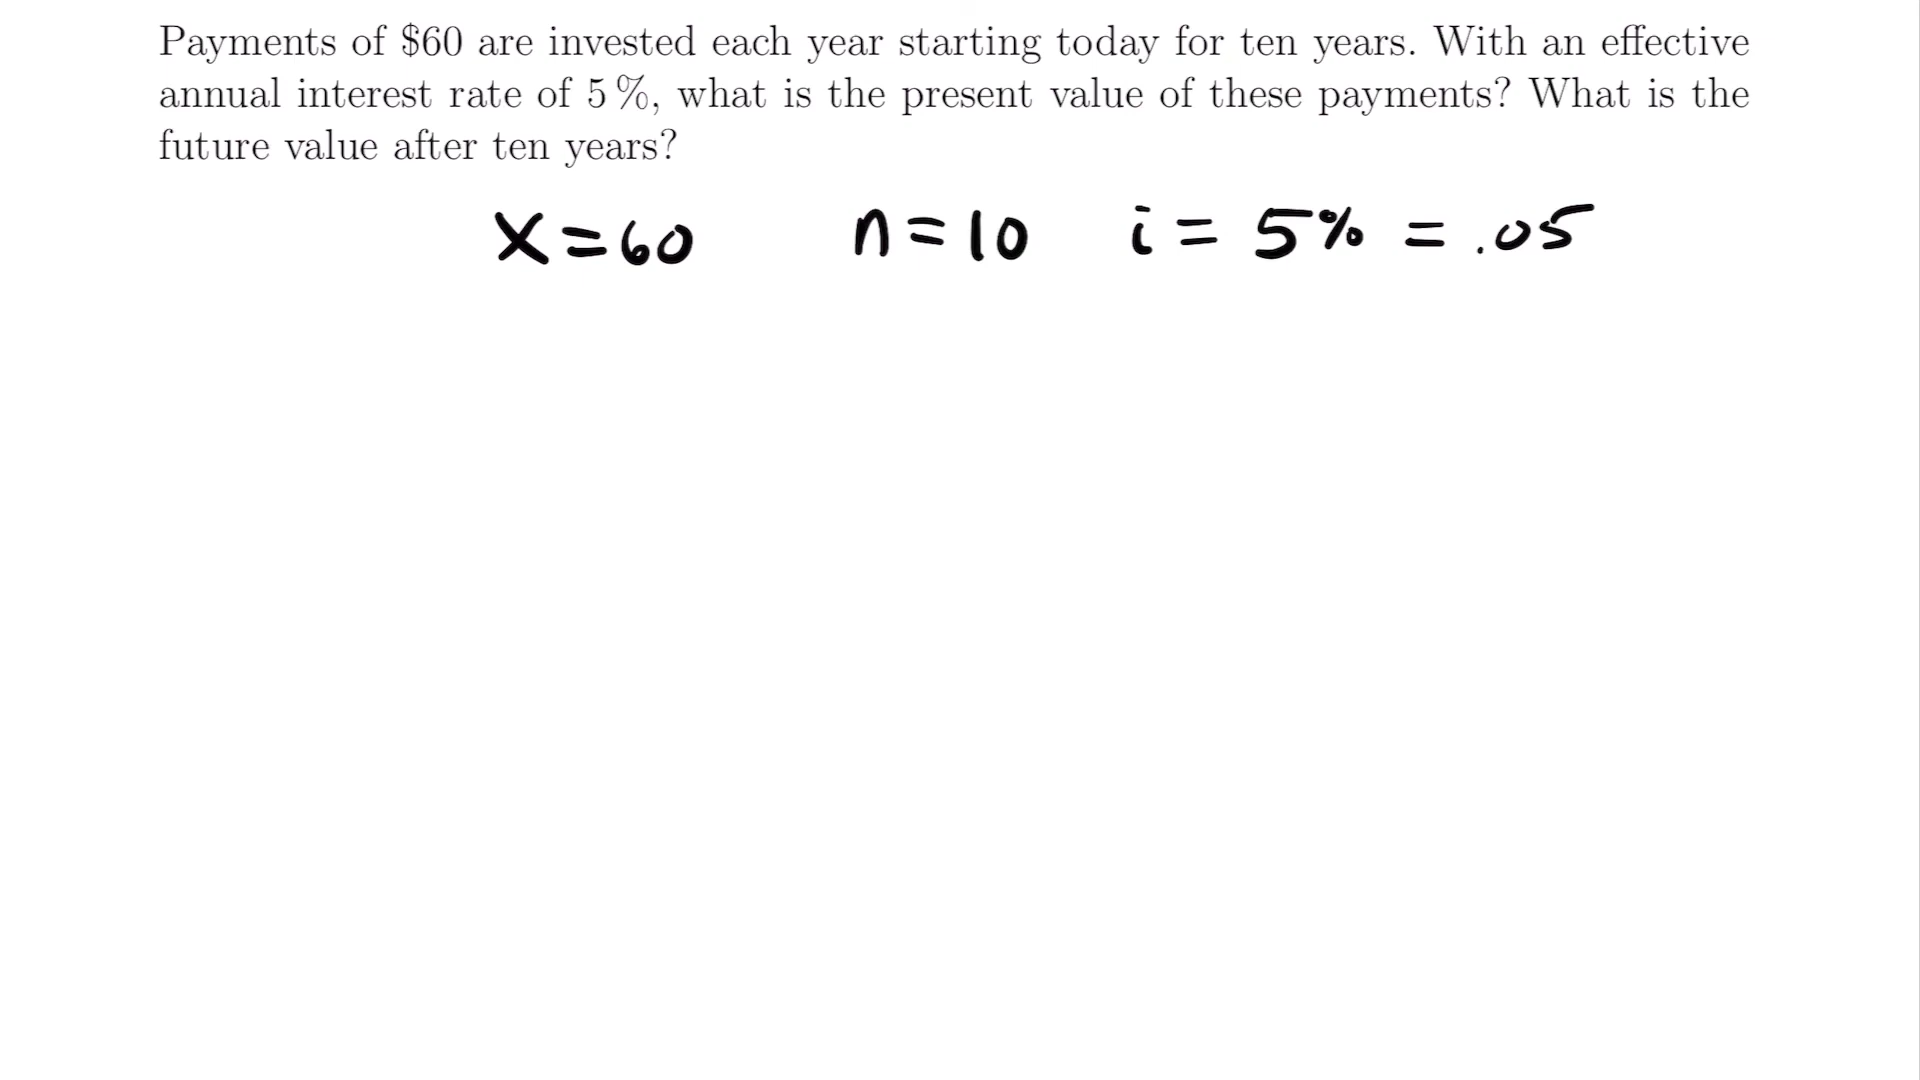 Payments of $60 are invested each year starting today for ten years. With an effective
annual interest rate of 5 %, what is the present value of these payments? What is the
future value after ten years?
X=60 n=10 i = 5% = .05